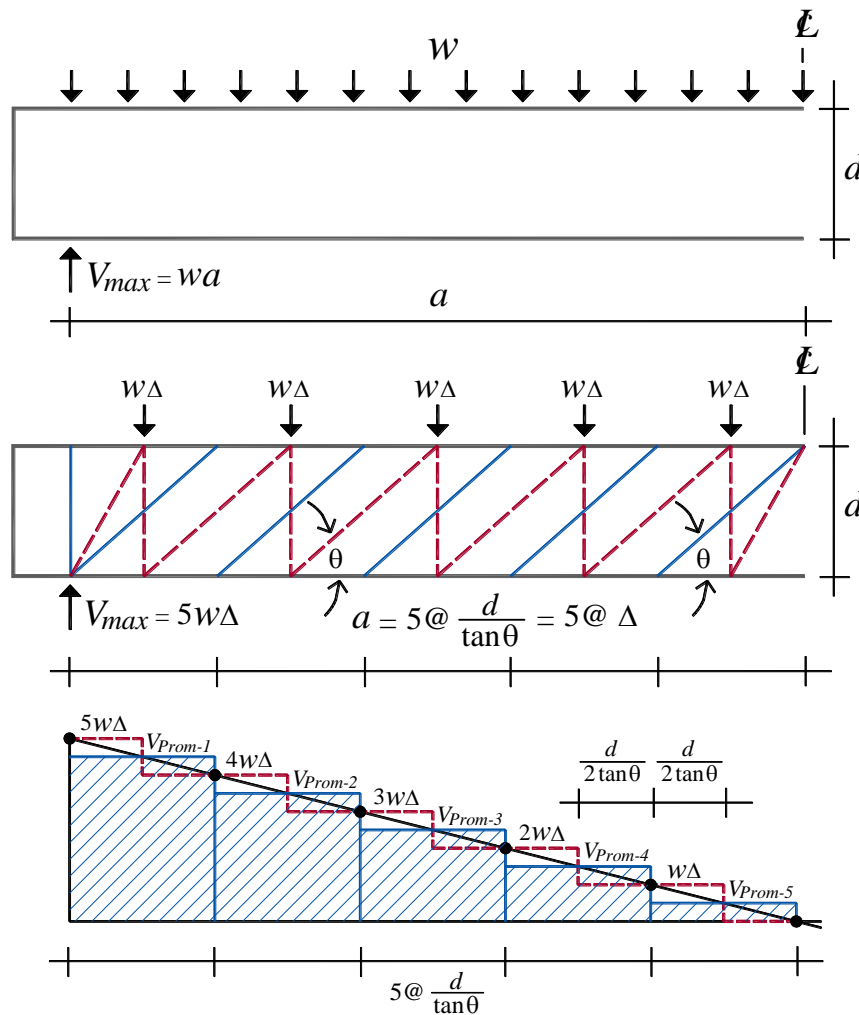 ℄
w
d
V_max = wa
a
℄
wΔ wΔ wΔ wΔ wΔ
d
θ θ
V_max = 5wΔ
a = 5@ d/tanθ = 5@ Δ
5wΔ
V_Prom-1
4wΔ
V_Prom-2
d/2tanθ d/2tanθ
3wΔ
V_Prom-3
2wΔ
V_Prom-4
wΔ
V_Prom-5
5@ d/tanθ